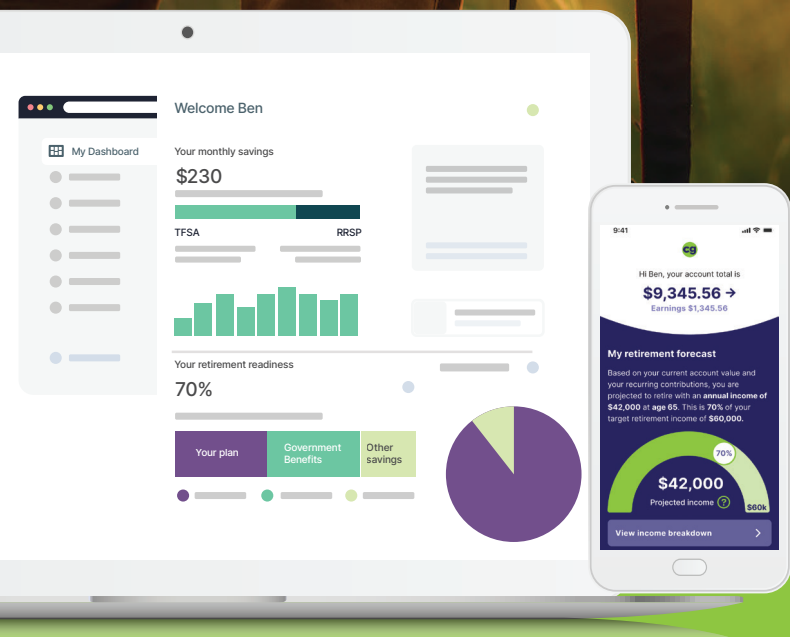 Welcome Ben
My Dashboard
Your monthly savings
$230
TFSA RRSP
Your retirement readiness
70%
Your plan
Government
Benefits
Other
savings
9:41
cg
Hi Ben, your account total is
$9,345.56 →
Earnings $1,345.56
My retirement forecast
Based on your current account value and
your recurring contributions, you are
projected to retire with an annual income of
$42,000 at age 65. This is 70% of your
target retirement income of $60,000.
70%
$42,000
Projected income ?
$60k
View income breakdown